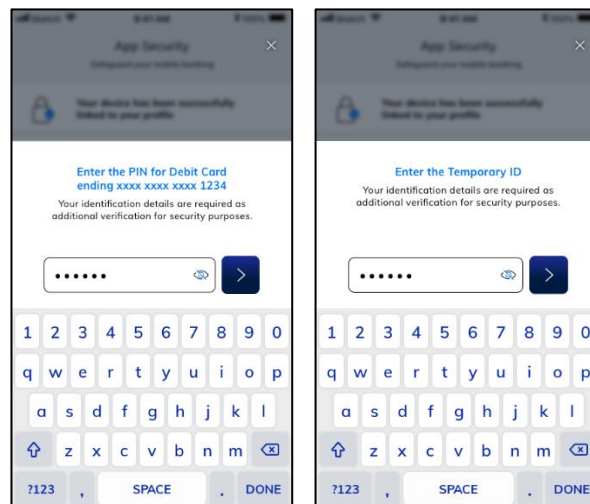 App Security
Safeguard your mobile banking
Your device has been successfully
linked to your profile
Enter the PIN for Debit Card
ending xxxx xxxx xxxx 1234
Your identification details are required as
additional verification for security purposes.
1 2 3 4 5 6 7 8 9 0
q w e r t y u i o p
a s d f g h j k l
z x c v b n m
?123 , SPACE . DONE
App Security
Safeguard your mobile banking
Your device has been successfully
linked to your profile
Enter the Temporary ID
Your identification details are required as
additional verification for security purposes.
1 2 3 4 5 6 7 8 9 0
q w e r t y u i o p
a s d f g h j k l
z x c v b n m
?123 , SPACE . DONE